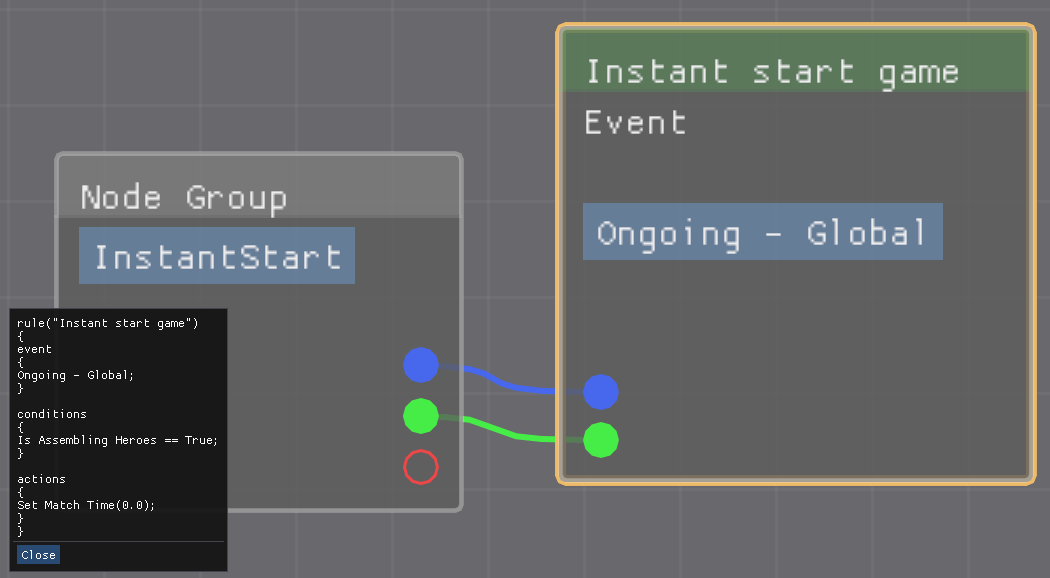 Instant start game
Event
Ongoing - Global
Node Group
InstantStart
rule("Instant start game")
{
event
{
Ongoing - Global;
}
conditions
{
Is Assembling Heroes == True;
}
actions
{
Set Match Time(0.0);
}
}
Close